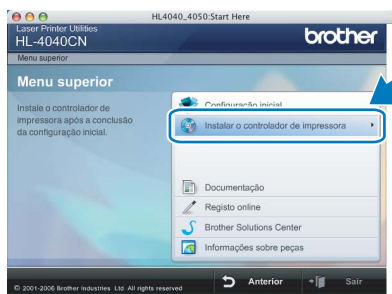 HL4040_4050:Start Here
Laser Printer Utilities
HL-4040CN
brother
Menu superior
Menu superior
Instale o controlador de
impressora após a conclusão
da configuração inicial.
Configuração inicial
Instalar o controlador de impressora
Documentação
Registo online
Brother Solutions Center
Informações sobre peças
© 2001-2006 Brother Industries Ltd. All rights reserved
Anterior
Sair